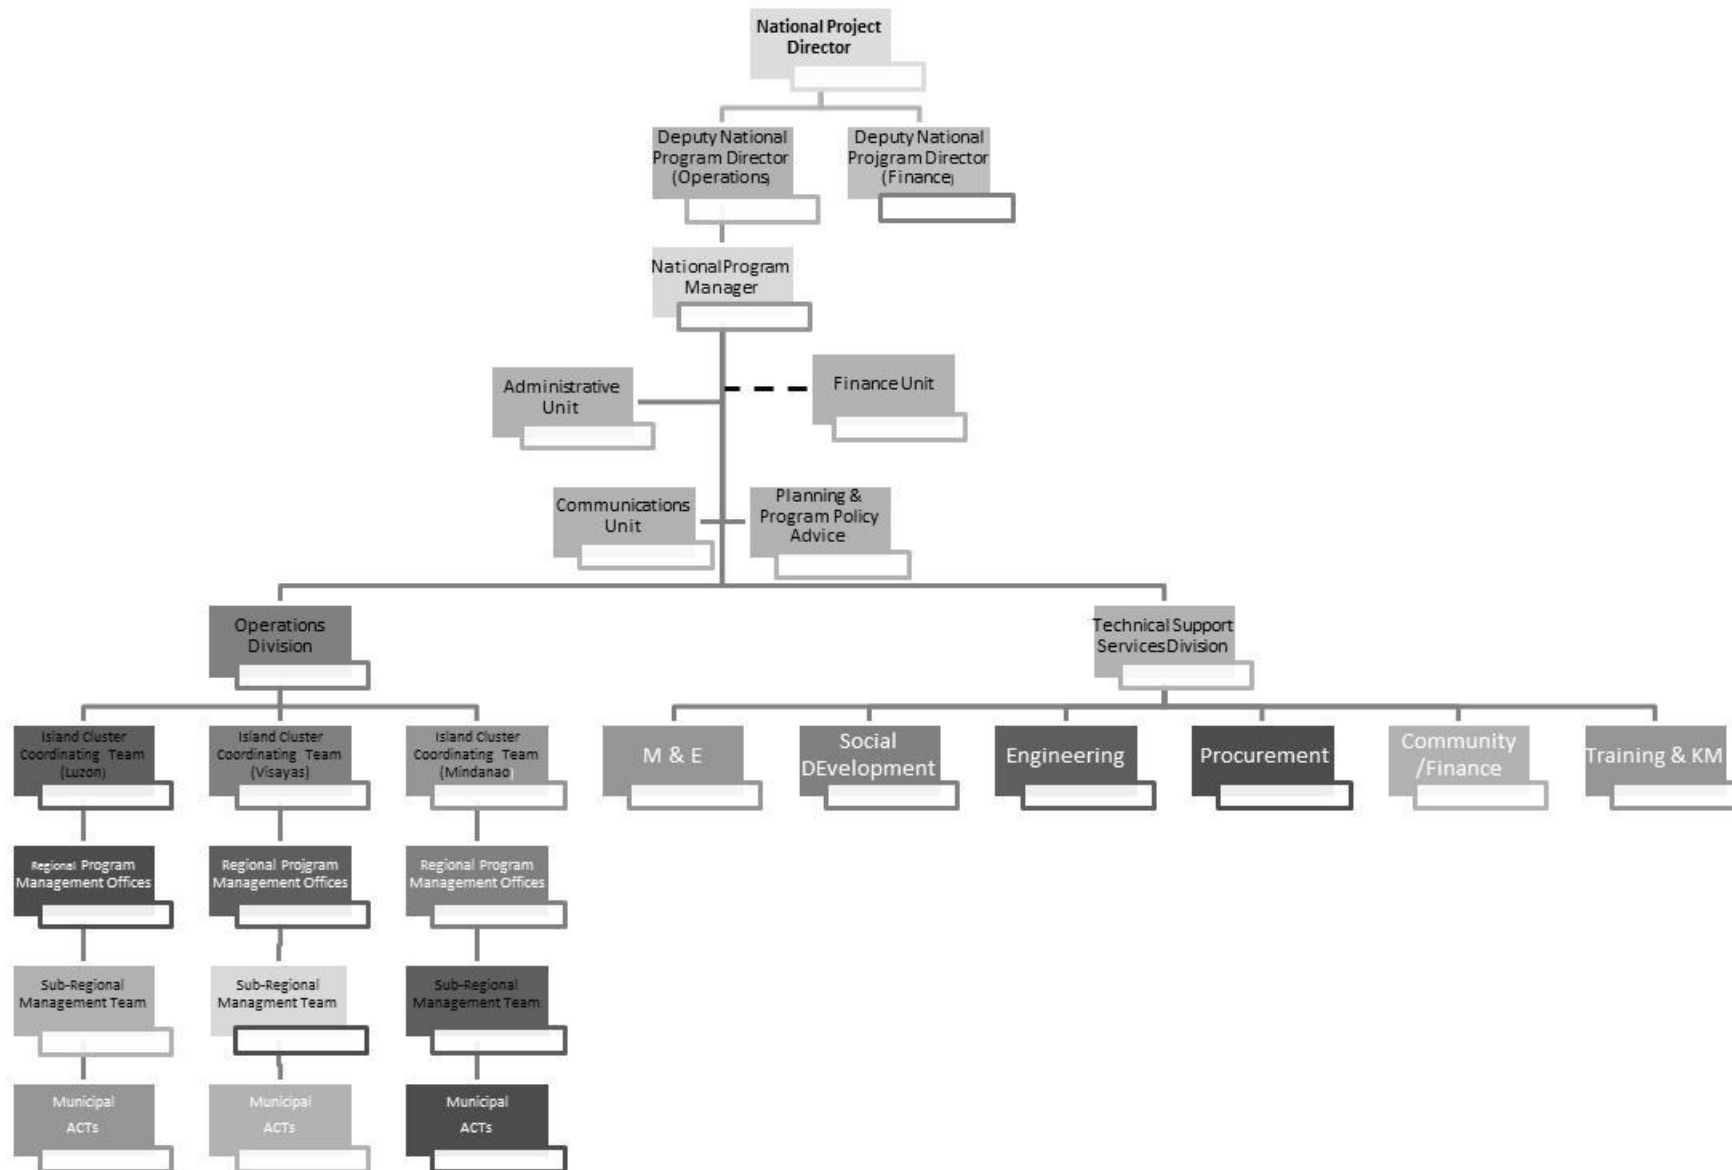 National Project
Director
Deputy National
Program Director
(Operations)
Deputy National
Projgram Director
(Finance)
National Program
Manager
Administrative
Unit
Finance Unit
Communications
Unit
Planning &
Program Policy
Advice
Operations
Division
Technical Support
Services Division
Island Cluster
Coordinating Team
(Luzon)
Island Cluster
Coordinating Team
(Visayas)
Island Cluster
Coordinating Team
(Mindanao)
M & E
Social
DEvelopment
Engineering
Procurement
Community
/Finance
Training & KM
Regional Program
Management Offices
Regional Projgram
Management Offices
Regional Program
Management Offices
Sub-Regional
Management Team
Sub-Regional
Managment Team
Sub-Regional
Management Team
Municipal
ACTs
Municipal
ACTs
Municipal
ACTs